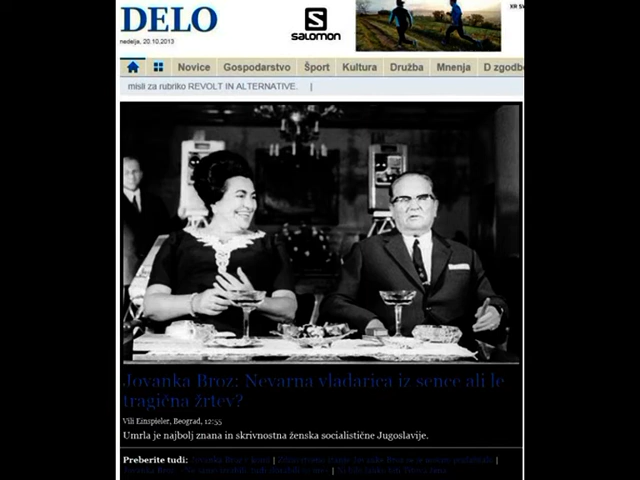 DELO
nedelja, 20.10.2013
SALOMON
XR S
Novice Gospodarstvo Šport Kultura Družba Mnenja D zgodbe
misli za rubriko REVOLT IN ALTERNATIVE. |
Jovanka Broz: Nevarna vladarica iz sence ali le
tragična žrtev?
Vili Einspieler, Beograd, 12:55
Umrla je najbolj znana in skrivnostna ženska socialistične Jugoslavije.
Preberite tudi: